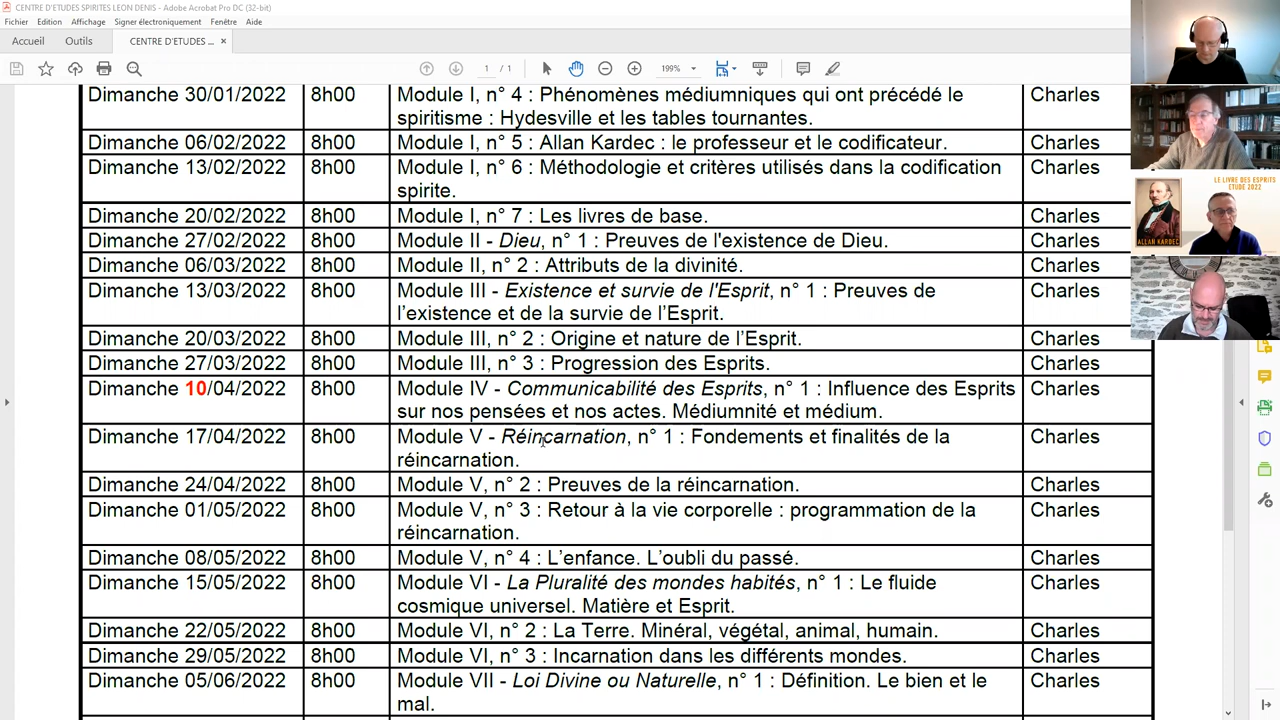 CENTRE D'ETUDES SPIRITES LEON DENIS - Adobe Acrobat Pro DC (32-bit)
Fichier Edition Affichage Signer électroniquement Fenêtre Aide
Accueil Outils CENTRE D'ETUDES ... ×
1 / 1 199%
Dimanche 30/01/2022 8h00 Module I, n° 4 : Phénomènes médiumniques qui ont précédé le Charles
spiritisme : Hydesville et les tables tournantes.
Dimanche 06/02/2022 8h00 Module I, n° 5 : Allan Kardec : le professeur et le codificateur. Charles
Dimanche 13/02/2022 8h00 Module I, n° 6 : Méthodologie et critères utilisés dans la codification Charles
spirite.
Dimanche 20/02/2022 8h00 Module I, n° 7 : Les livres de base. Charles
Dimanche 27/02/2022 8h00 Module II - Dieu, n° 1 : Preuves de l'existence de Dieu. Charles
Dimanche 06/03/2022 8h00 Module II, n° 2 : Attributs de la divinité. Charles
Dimanche 13/03/2022 8h00 Module III - Existence et survie de l'Esprit, n° 1 : Preuves de Charles
l'existence et de la survie de l'Esprit.
Dimanche 20/03/2022 8h00 Module III, n° 2 : Origine et nature de l'Esprit. Charles
Dimanche 27/03/2022 8h00 Module III, n° 3 : Progression des Esprits. Charles
Dimanche 10/04/2022 8h00 Module IV - Communicabilité des Esprits, n° 1 : Influence des Esprits Charles
sur nos pensées et nos actes. Médiumnité et médium.
Dimanche 17/04/2022 8h00 Module V - Réincarnation, n° 1 : Fondements et finalités de la Charles
réincarnation.
Dimanche 24/04/2022 8h00 Module V, n° 2 : Preuves de la réincarnation. Charles
Dimanche 01/05/2022 8h00 Module V, n° 3 : Retour à la vie corporelle : programmation de la Charles
réincarnation.
Dimanche 08/05/2022 8h00 Module V, n° 4 : L'enfance. L'oubli du passé. Charles
Dimanche 15/05/2022 8h00 Module VI - La Pluralité des mondes habités, n° 1 : Le fluide Charles
cosmique universel. Matière et Esprit.
Dimanche 22/05/2022 8h00 Module VI, n° 2 : La Terre. Minéral, végétal, animal, humain. Charles
Dimanche 29/05/2022 8h00 Module VI, n° 3 : Incarnation dans les différents mondes. Charles
Dimanche 05/06/2022 8h00 Module VII - Loi Divine ou Naturelle, n° 1 : Définition. Le bien et le Charles
mal.
LE LIVRE DES ESPRITS
ETUDE 2022
ALLAN KARDEC